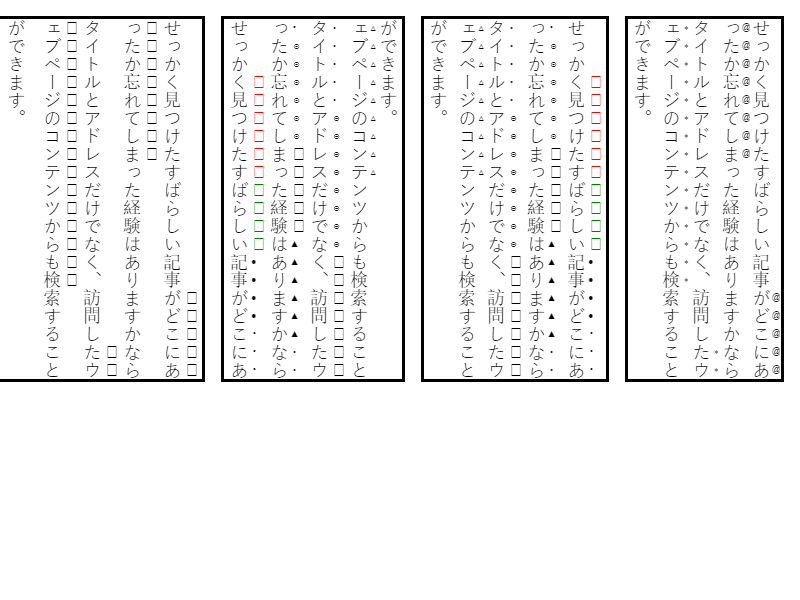 せっかく見つけたすばらしい記事がどこにあ
ったか忘れてしまった経験はありますかなら
タイトルとアドレスだけでなく、訪問したウ
ェブページのコンテンツからも検索すること
ができます。
せっかく見つけたすばらしい記事がどこにあ
ったか忘れてしまった経験はありますかなら
タイトルとアドレスだけでなく、訪問したウ
ェブページのコンテンツからも検索すること
ができます。
せっかく見つけたすばらしい記事がどこにあ
ったか忘れてしまった経験はありますかなら
タイトルとアドレスだけでなく、訪問したウ
ェブページのコンテンツからも検索すること
ができます。
せっかく見つけたすばらしい記事がどこにあ
ったか忘れてしまった経験はありますかなら
タイトルとアドレスだけでなく、訪問したウ
ェブページのコンテンツからも検索すること
ができます。